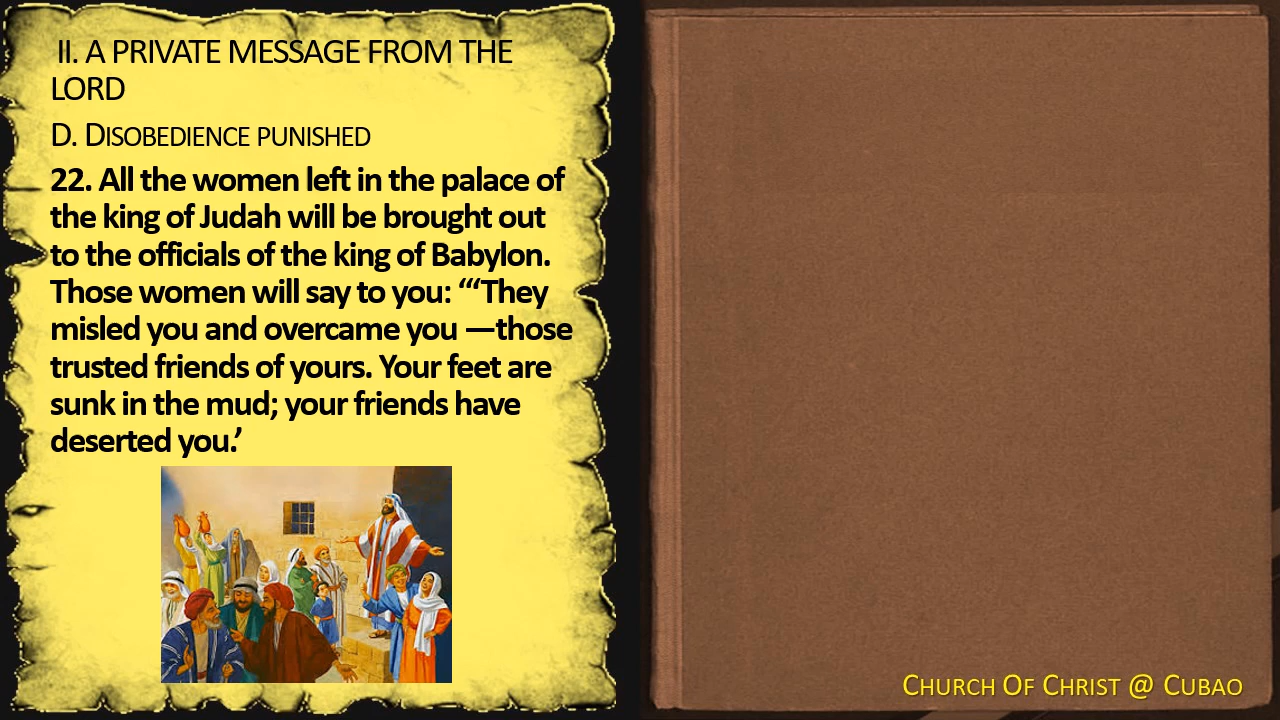 II. A PRIVATE MESSAGE FROM THE
LORD
D. DISOBEDIENCE PUNISHED
22. All the women left in the palace of
the king of Judah will be brought out
to the officials of the king of Babylon.
Those women will say to you: “‘They
misled you and overcame you —those
trusted friends of yours. Your feet are
sunk in the mud; your friends have
deserted you.’
CHURCH OF CHRIST @ CUBAO